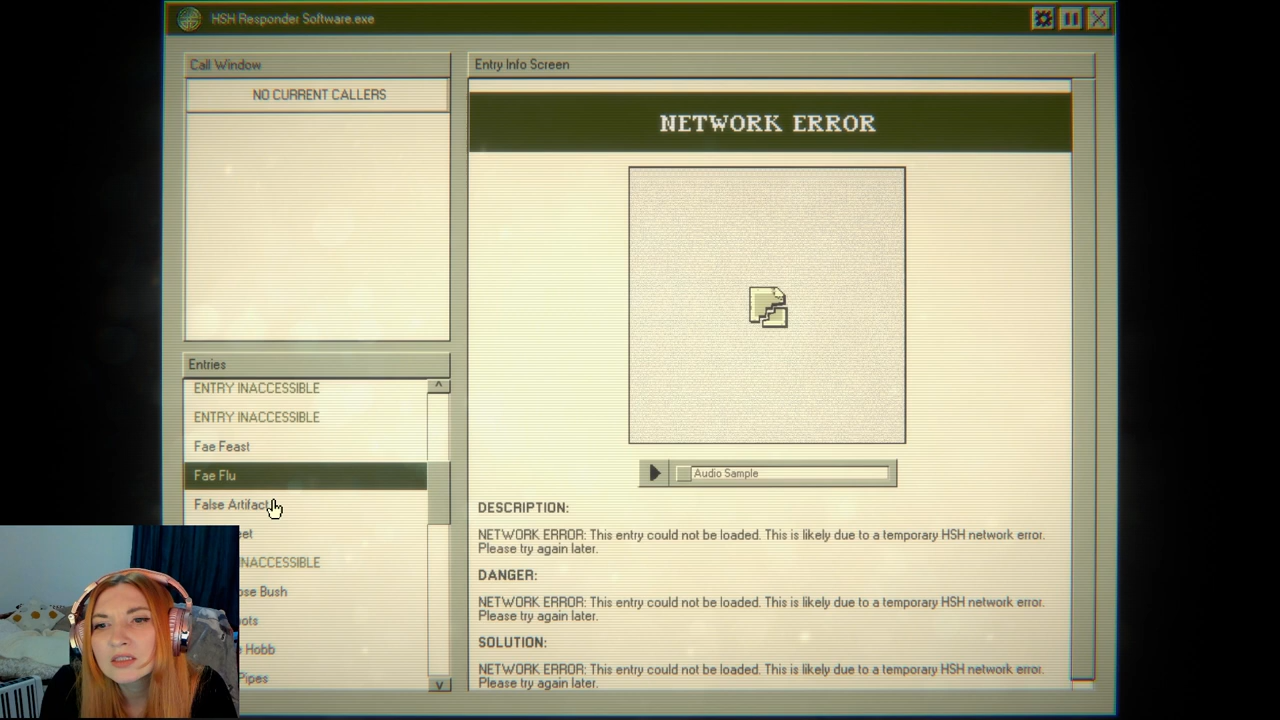 HSH Responder Software.exe
Call Window
NO CURRENT CALLERS
Entries
ENTRY INACCESSIBLE
ENTRY INACCESSIBLE
Fae Feast
Fae Flu
False Artifact
Entry Info Screen
NETWORK ERROR
Audio Sample
DESCRIPTION:
NETWORK ERROR: This entry could not be loaded. This is likely due to a temporary HSH network error.
Please try again later.
DANGER:
NETWORK ERROR: This entry could not be loaded. This is likely due to a temporary HSH network error.
Please try again later.
SOLUTION:
NETWORK ERROR: This entry could not be loaded. This is likely due to a temporary HSH network error.
Please try again later.
INACCESSIBLE
Bush
Hobb
Pipes